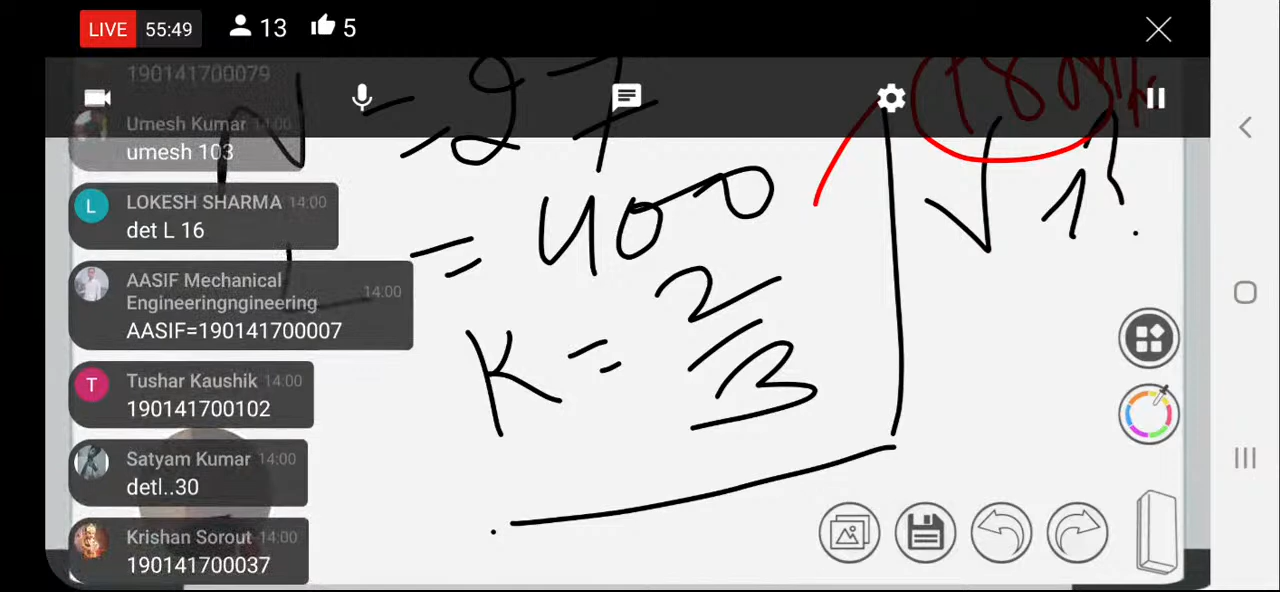 LIVE 55:49 13 5
190141700079
Umesh Kumar 14:00
umesh 103
LOKESH SHARMA 14:00
det L 16
AASIF Mechanical
Engineeringngineering 14:00
AASIF=190141700007
Tushar Kaushik 14:00
190141700102
Satyam Kumar 14:00
detl..30
Krishan Sorout 14:00
190141700037
N = 27
L = 400
K = 2/3